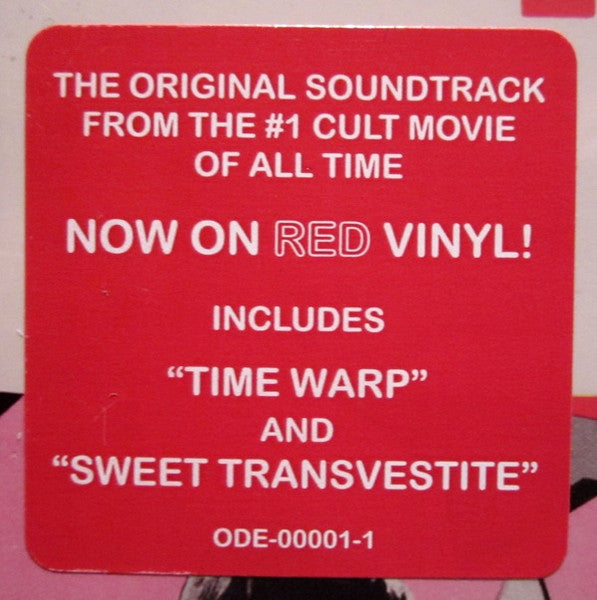 THE ORIGINAL SOUNDTRACK
FROM THE #1 CULT MOVIE
OF ALL TIME
NOW ON RED VINYL!
INCLUDES
“TIME WARP”
AND
“SWEET TRANSVESTITE”
ODE-00001-1